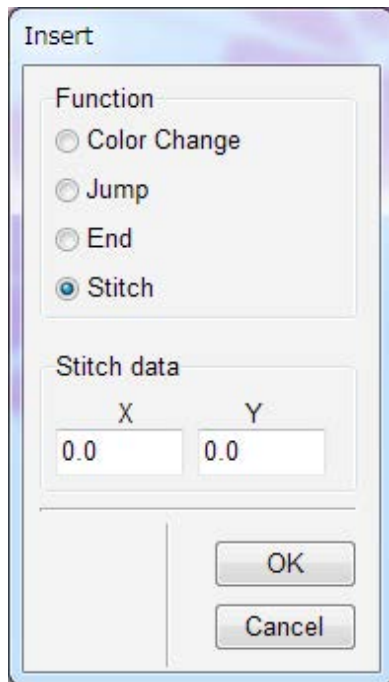 Insert
Function
Color Change
Jump
End
Stitch
Stitch data
X Y
0.0 0.0
OK
Cancel